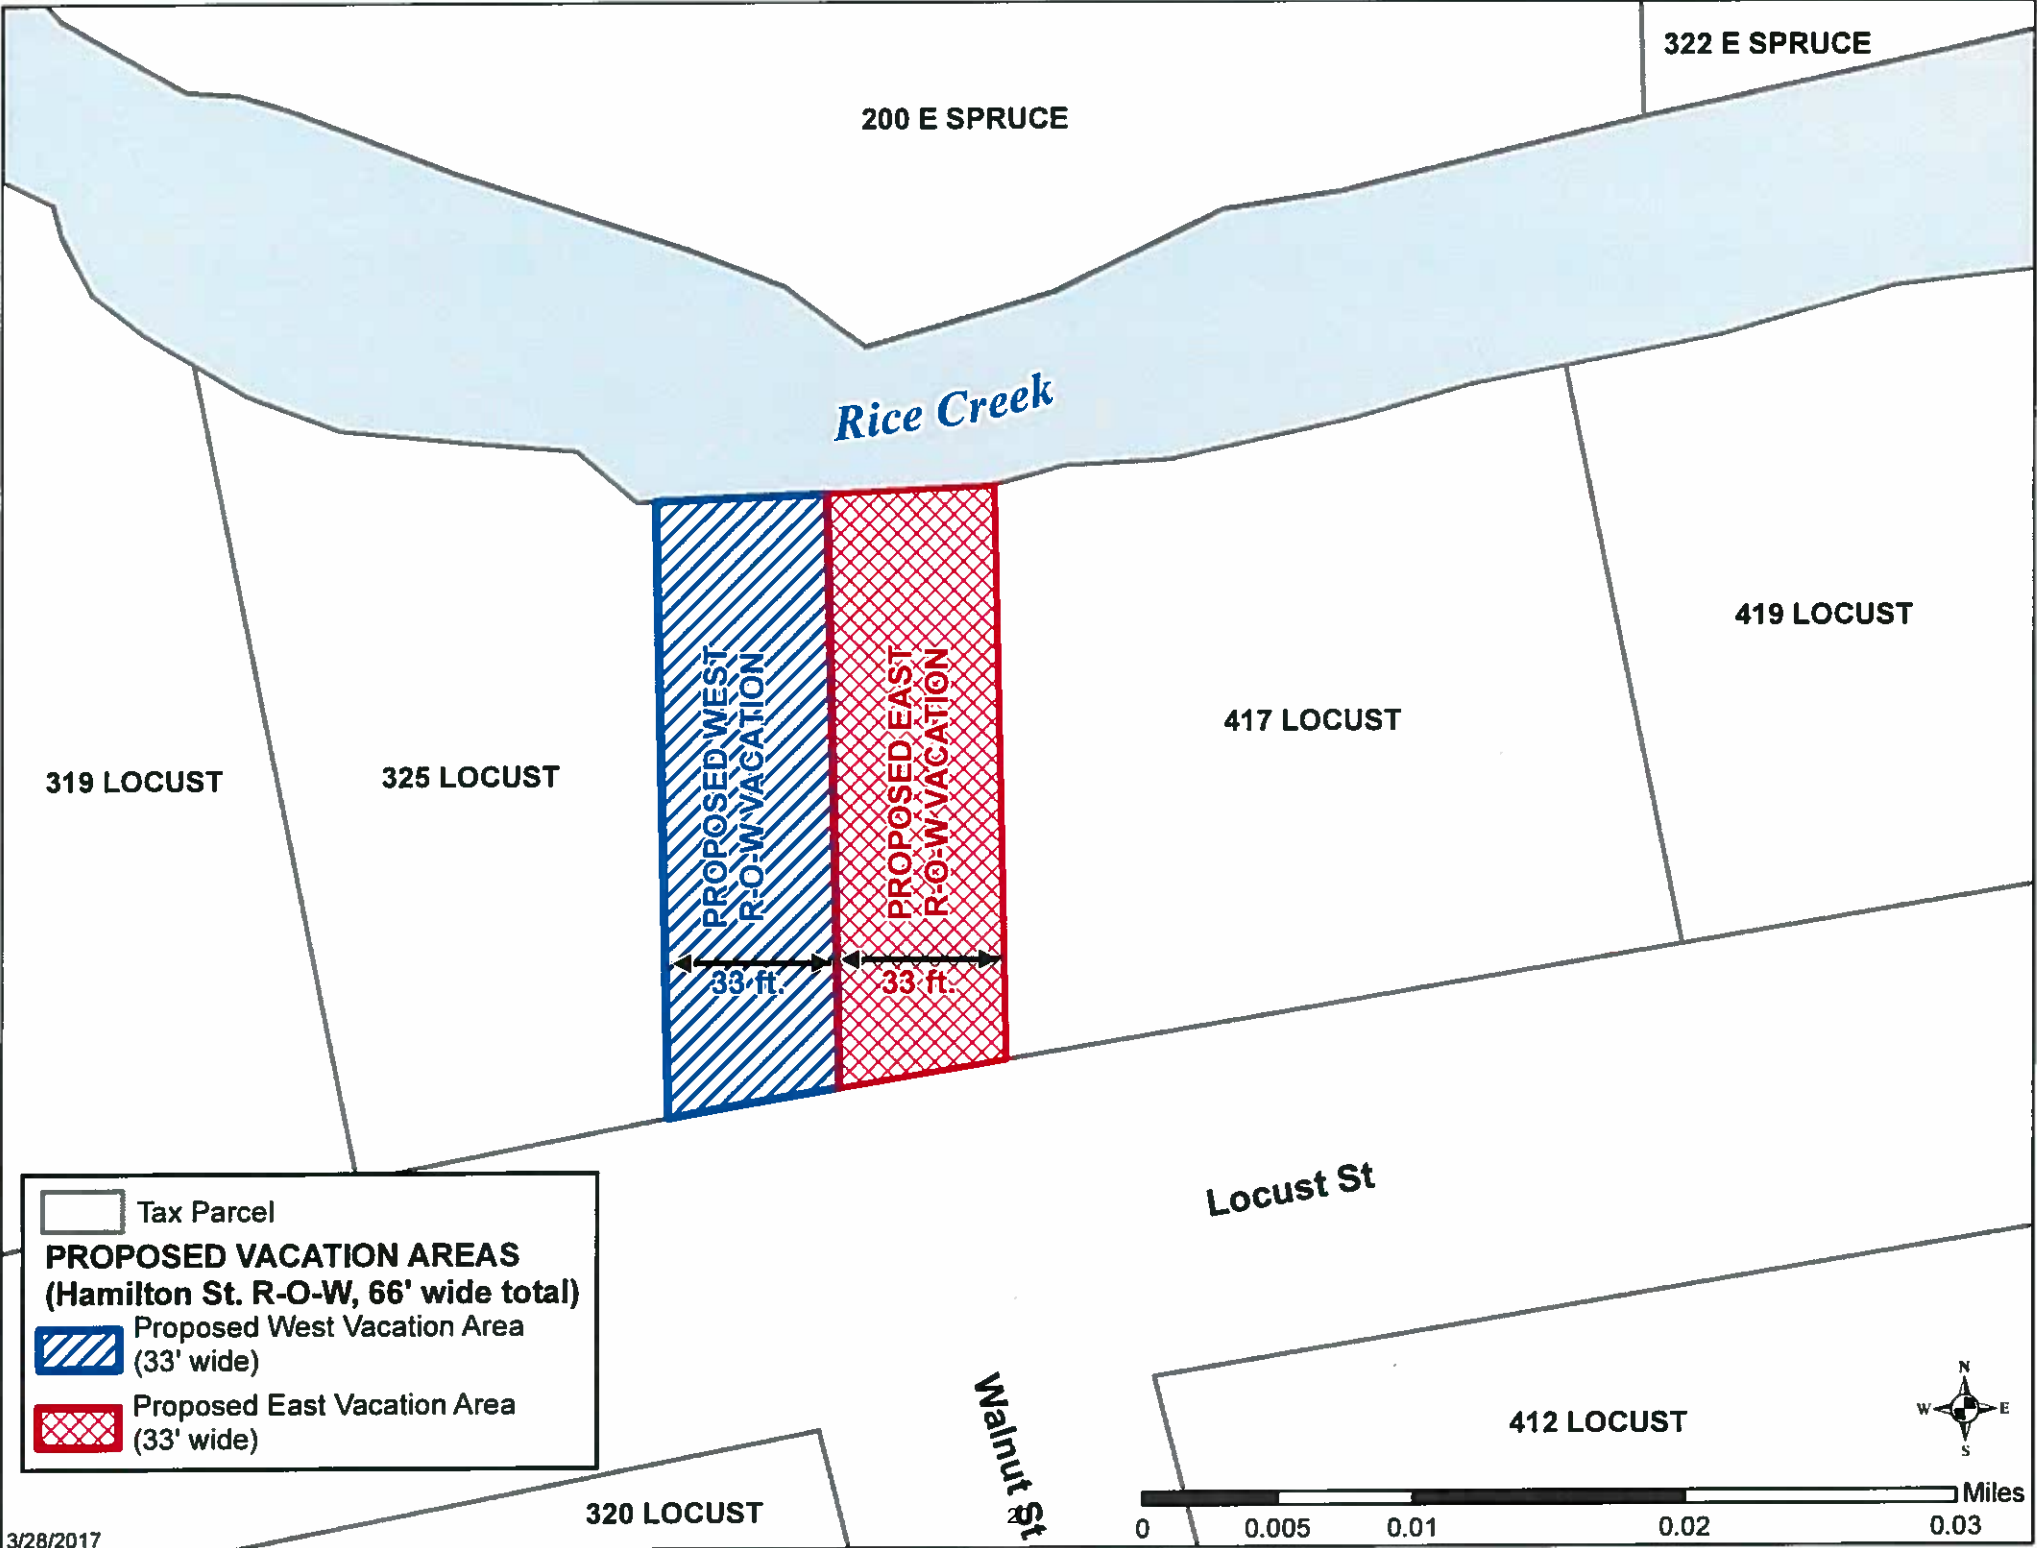 322 E SPRUCE
200 E SPRUCE
Rice Creek
419 LOCUST
417 LOCUST
319 LOCUST
325 LOCUST
PROPOSED WEST
R-O-W VACATION
PROPOSED EAST
R-O-W VACATION
33 ft.
33 ft.
Locust St
Tax Parcel
PROPOSED VACATION AREAS
(Hamilton St. R-O-W, 66' wide total)
Proposed West Vacation Area
(33' wide)
Proposed East Vacation Area
(33' wide)
Walnut St
412 LOCUST
N
W E
S
320 LOCUST
Miles
0 0.005 0.01 0.02 0.03
3/28/2017